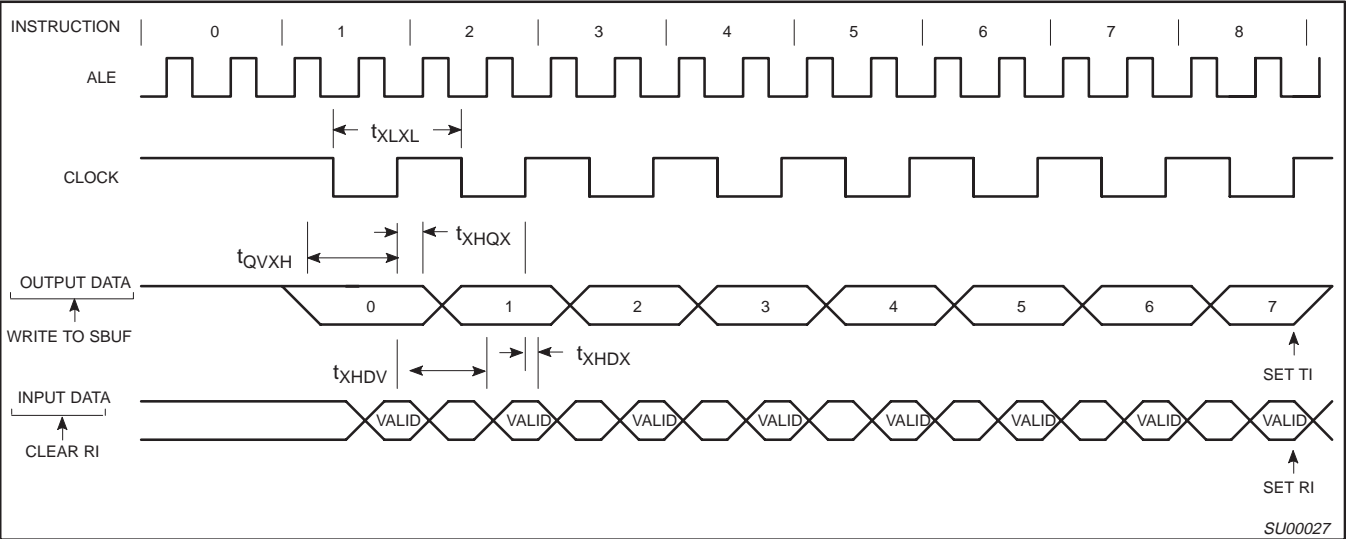 INSTRUCTION 0 1 2 3 4 5 6 7 8
ALE
tXLXL
CLOCK
tXHQX
tQVXH
OUTPUT DATA
0 1 2 3 4 5 6 7
WRITE TO SBUF
tXHDX
tXHDV
SET TI
INPUT DATA
VALID VALID VALID VALID VALID VALID VALID VALID
CLEAR RI
SET RI
SU00027